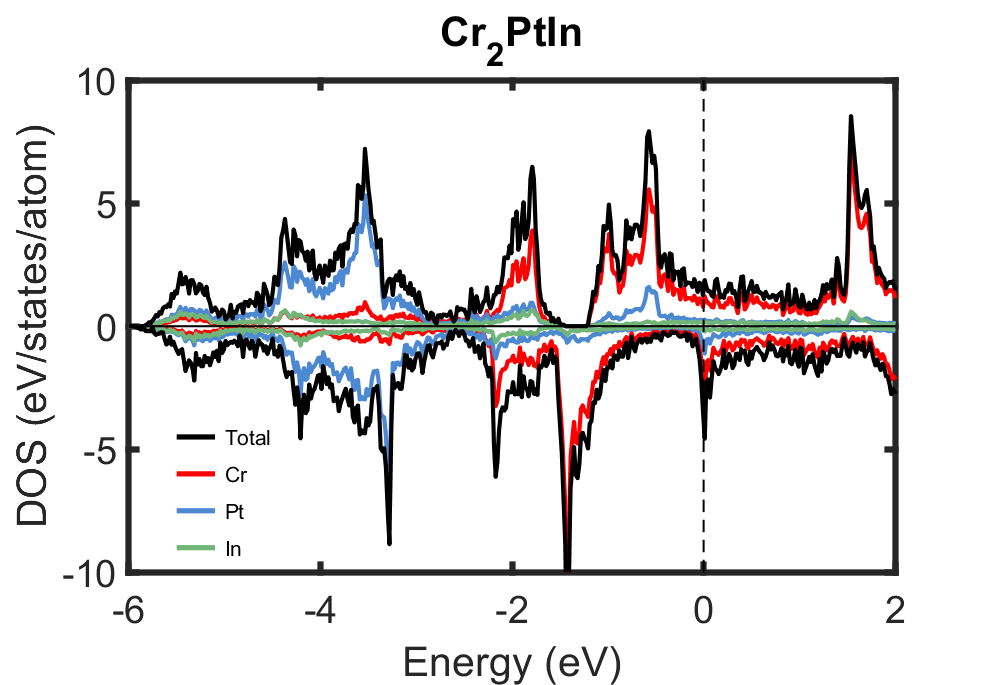 Cr₂PtIn
DOS (eV/states/atom)
10
5
0
-5
-10
Total
Cr
Pt
In
-6 -4 -2 0 2
Energy (eV)